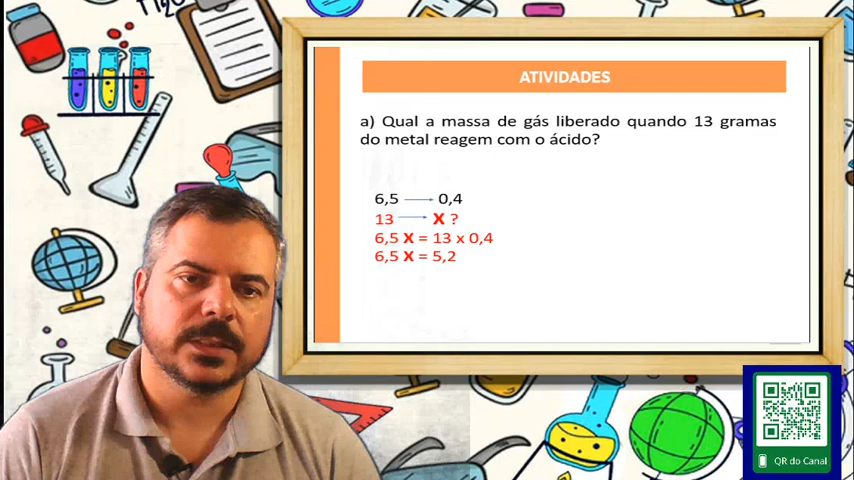 ATIVIDADES
a) Qual a massa de gás liberado quando 13 gramas
do metal reagem com o ácido?
6,5 → 0,4
13 → X ?
6,5 X = 13 x 0,4
6,5 X = 5,2
QR do Canal